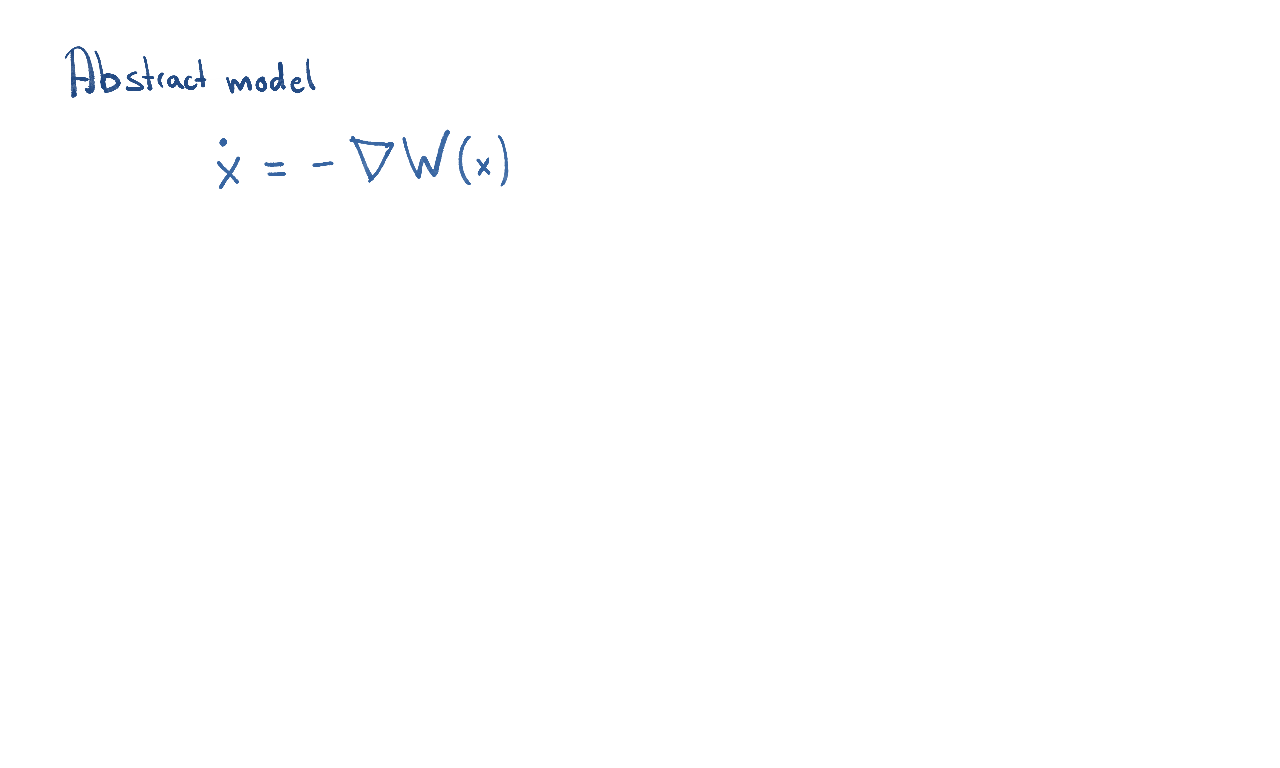 Abstract model
ẋ = - ∇W(x)